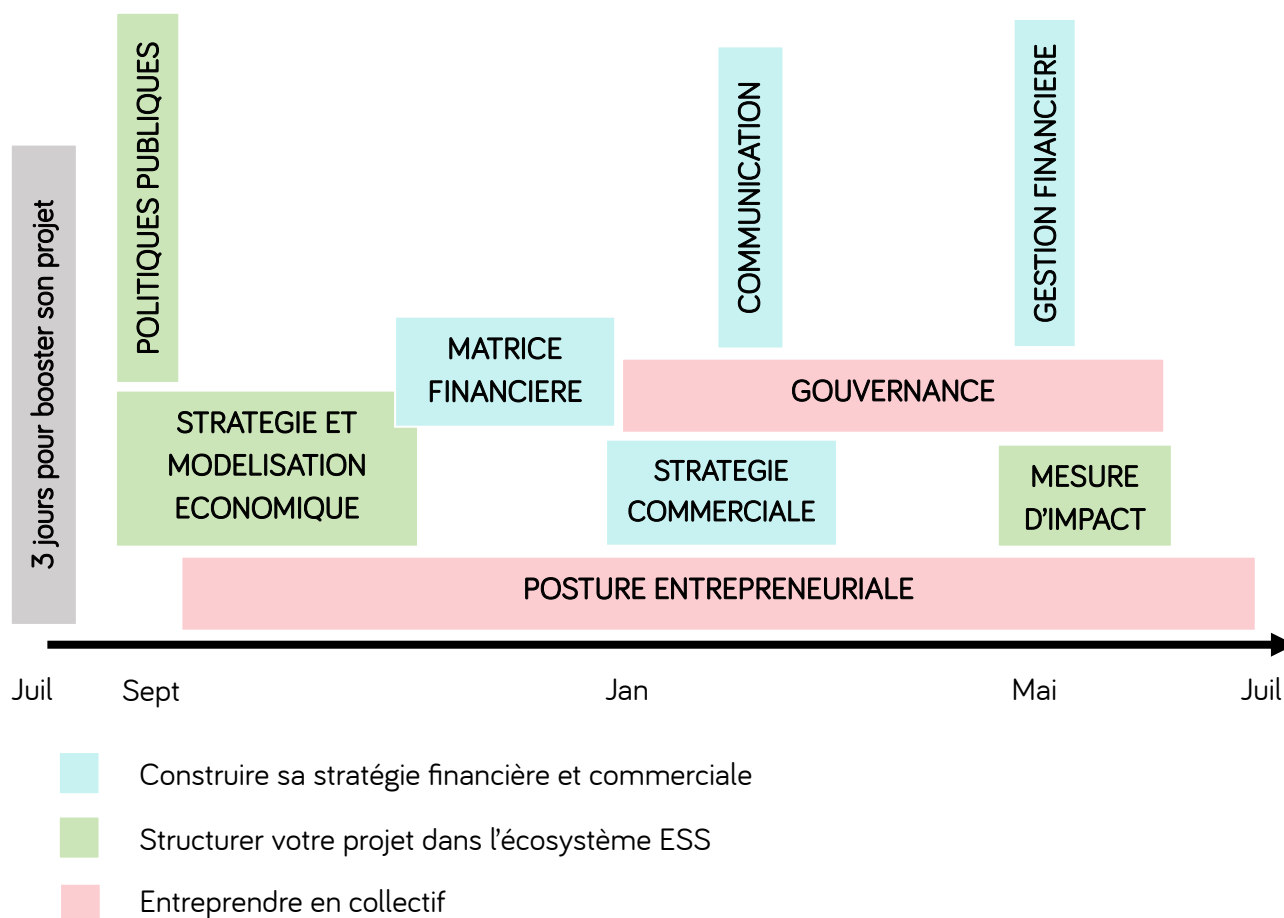 3 jours pour booster son projet
POLITIQUES PUBLIQUES
STRATEGIE ET
MODELISATION
ECONOMIQUE
MATRICE
FINANCIERE
COMMUNICATION
GESTION FINANCIERE
GOUVERNANCE
STRATEGIE
COMMERCIALE
MESURE
D’IMPACT
POSTURE ENTREPRENEURIALE
Juil
Sept
Jan
Mai
Juil
Construire sa stratégie financière et commerciale
Structurer votre projet dans l’écosystème ESS
Entreprendre en collectif